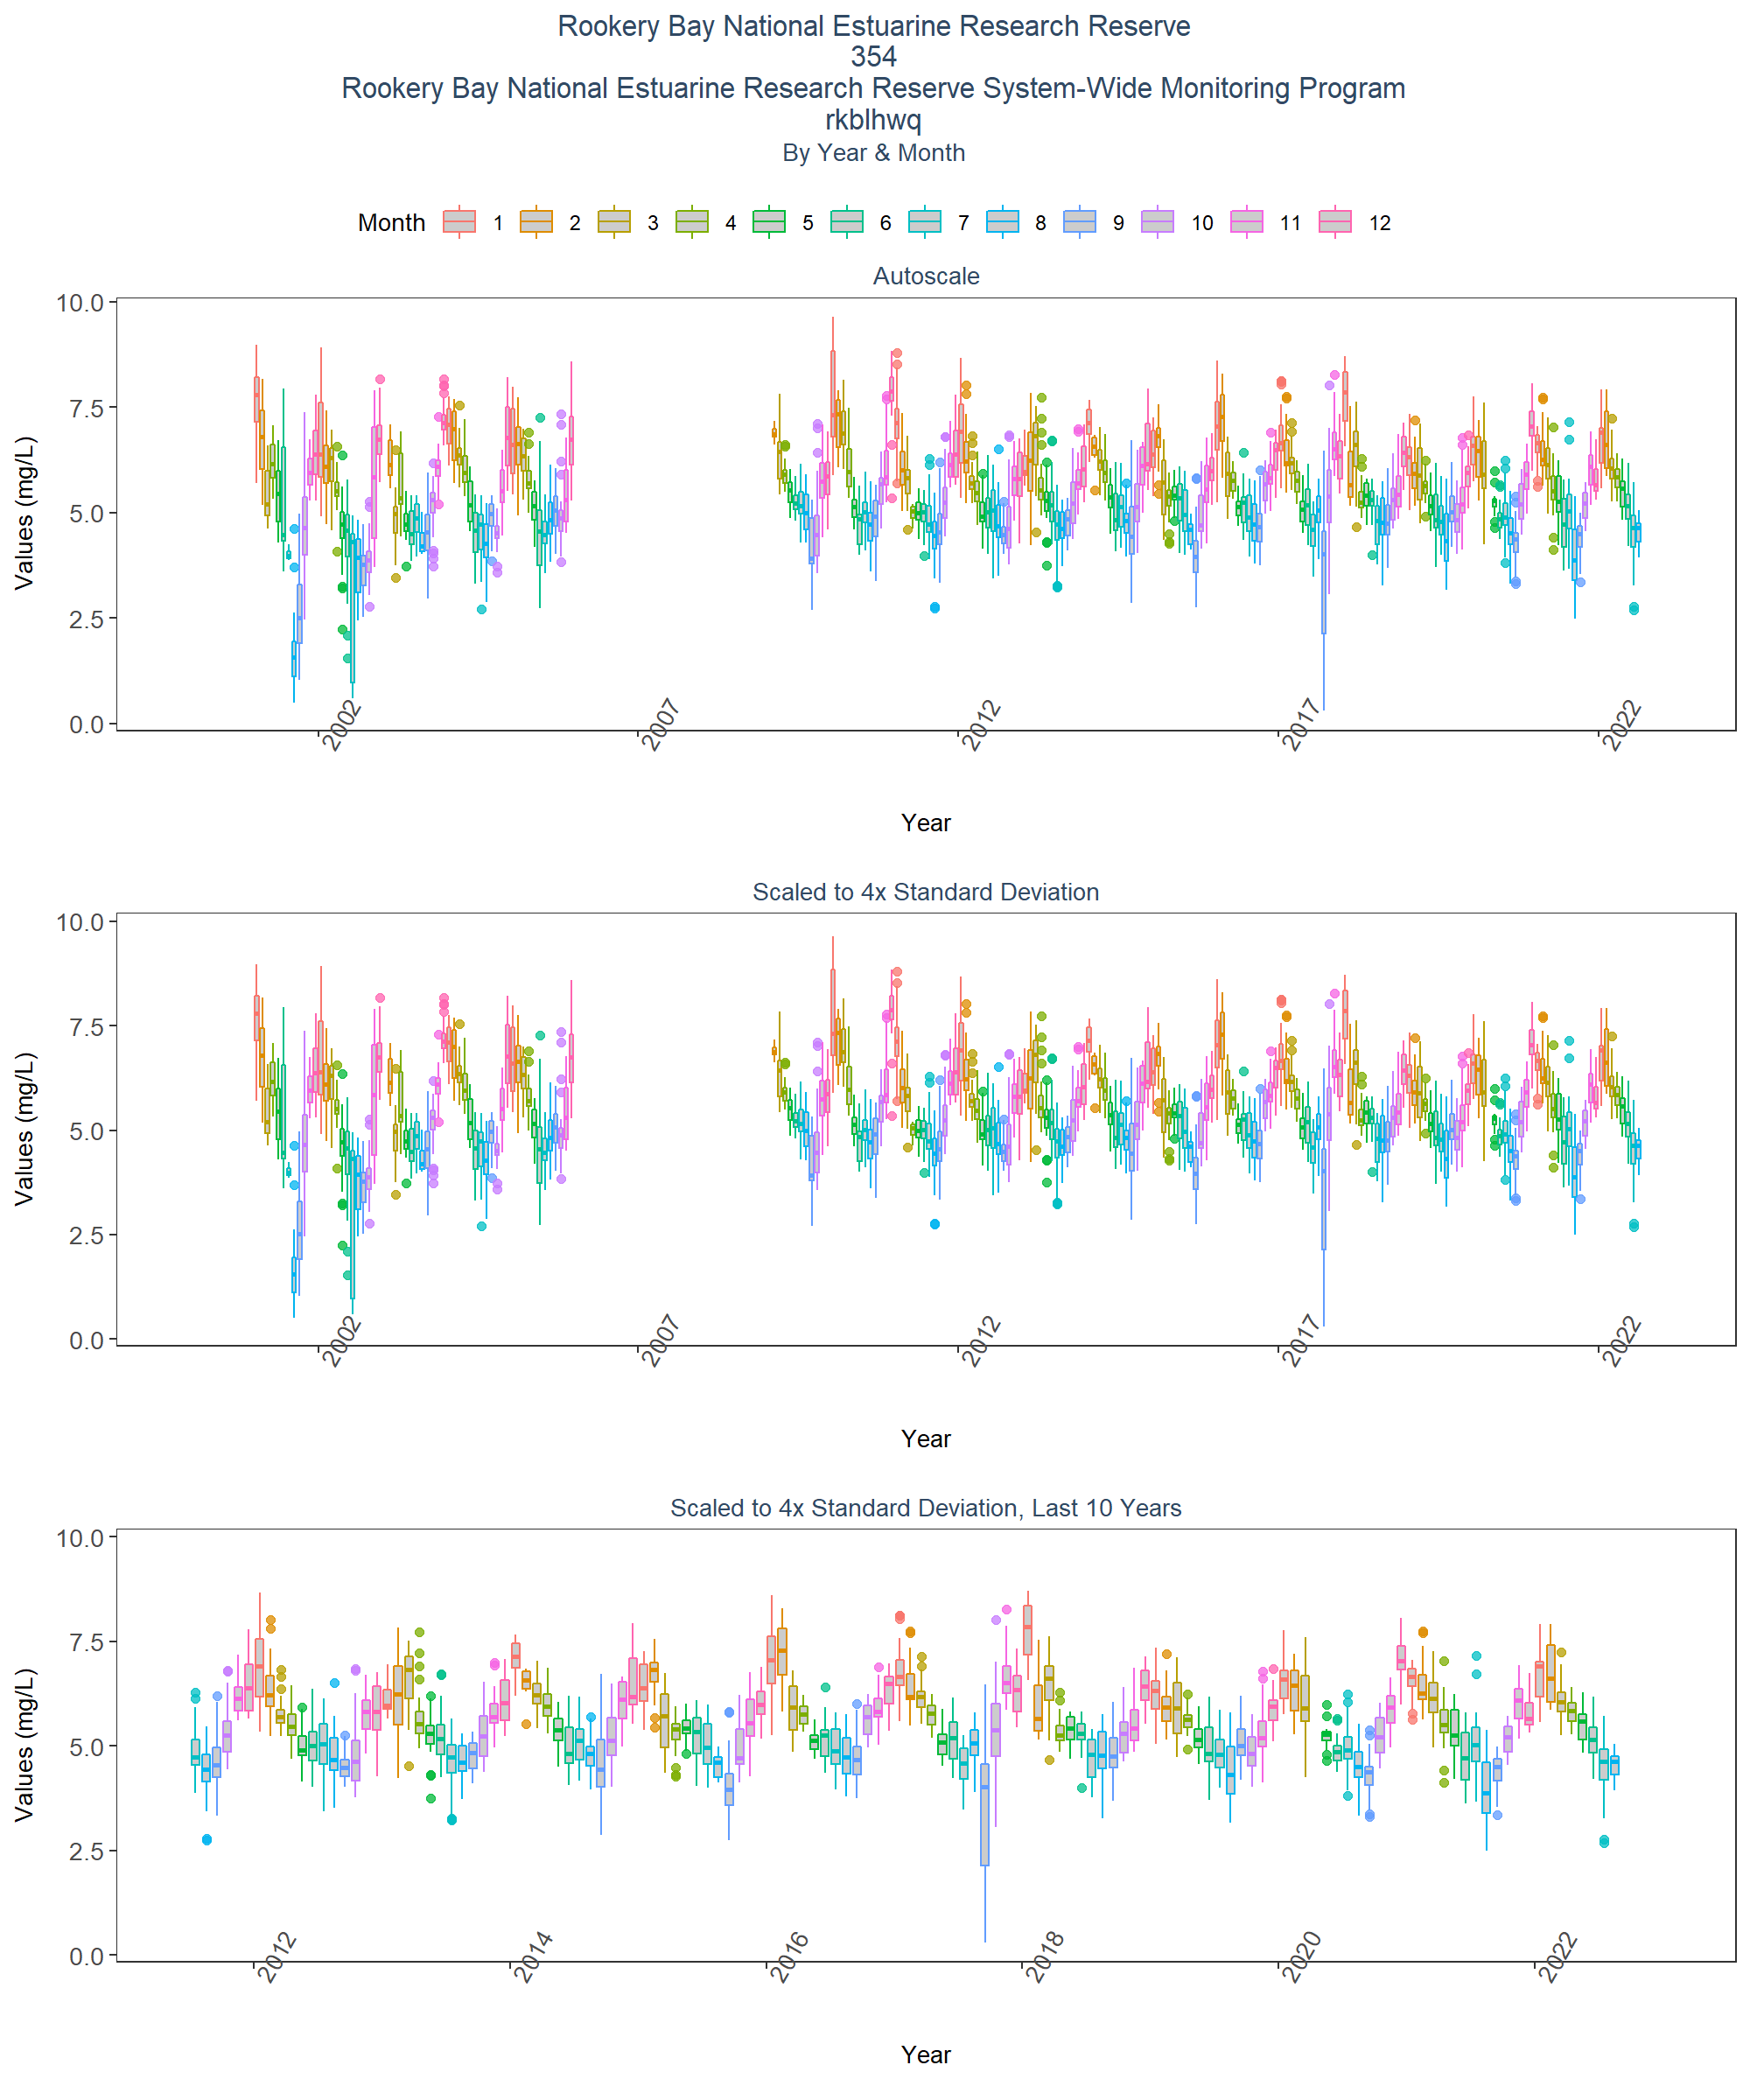 Rookery Bay National Estuarine Research Reserve
354
Rookery Bay National Estuarine Research Reserve System-Wide Monitoring Program
rkblhwq
By Year & Month
Month 1 2 3 4 5 6 7 8 9 10 11 12
Autoscale
Values (mg/L)
10.0
7.5
5.0
2.5
0.0
2002 2007 2012 2017 2022
Year
Scaled to 4x Standard Deviation
Values (mg/L)
10.0
7.5
5.0
2.5
0.0
2002 2007 2012 2017 2022
Year
Scaled to 4x Standard Deviation, Last 10 Years
Values (mg/L)
10.0
7.5
5.0
2.5
0.0
2012 2014 2016 2018 2020 2022
Year